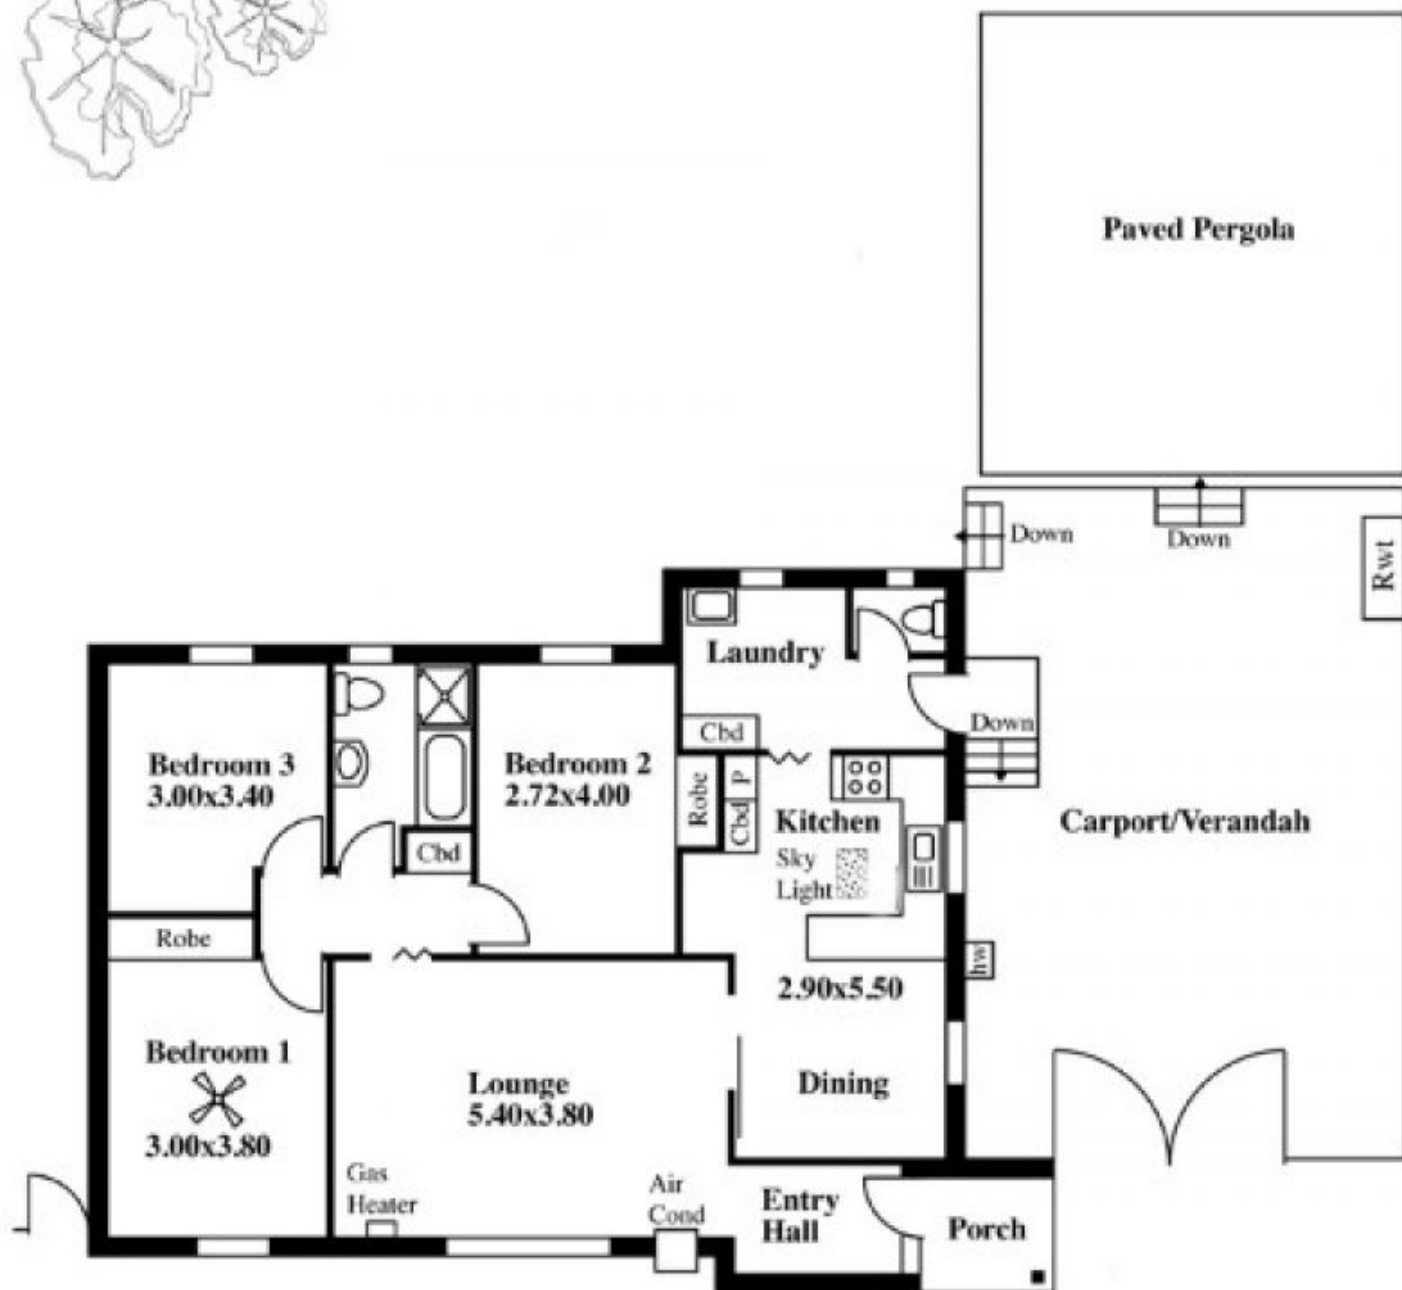 Paved Pergola
Down
Down
Rwt
Laundry
Cbd
Down
Bedroom 3
3.00x3.40
Bedroom 2
2.72x4.00
Robe
P
Cbd
Kitchen
Sky
Light
Carport/Verandah
Cbd
Robe
hw
2.90x5.50
Bedroom 1
3.00x3.80
Lounge
5.40x3.80
Dining
Gas
Heater
Air
Cond
Entry
Hall
Porch